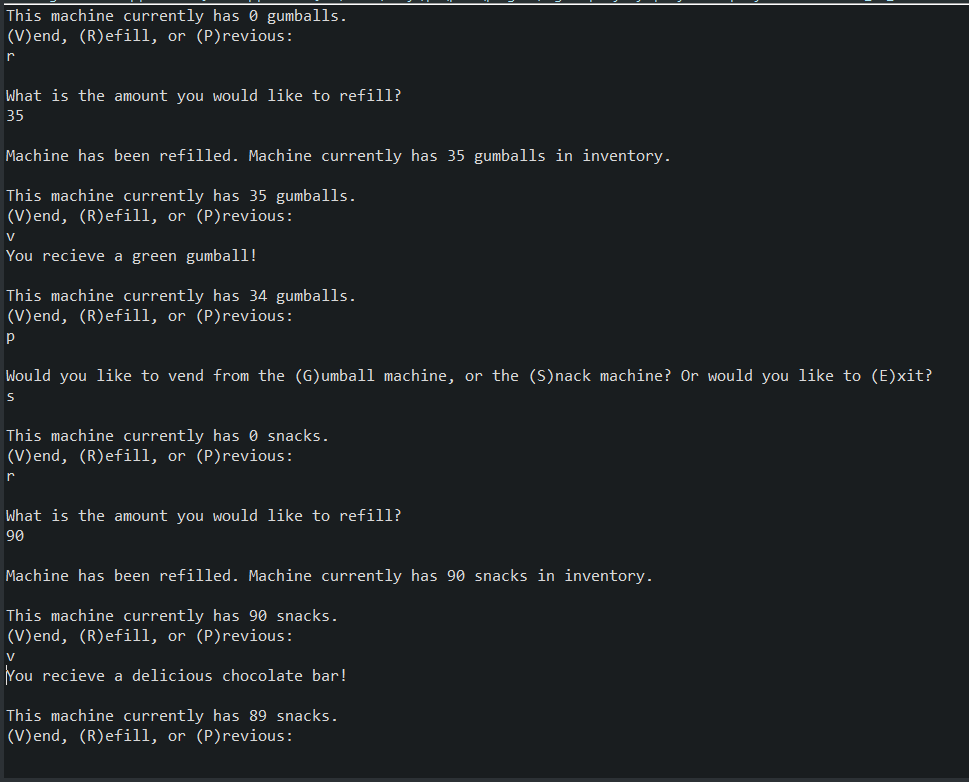 This machine currently has 0 gumballs.
(V)end, (R)efill, or (P)revious:
r
What is the amount you would like to refill?
35
Machine has been refilled. Machine currently has 35 gumballs in inventory.
This machine currently has 35 gumballs.
(V)end, (R)efill, or (P)revious:
v
You recieve a green gumball!
This machine currently has 34 gumballs.
(V)end, (R)efill, or (P)revious:
p
Would you like to vend from the (G)umball machine, or the (S)nack machine? Or would you like to (E)xit?
s
This machine currently has 0 snacks.
(V)end, (R)efill, or (P)revious:
r
What is the amount you would like to refill?
90
Machine has been refilled. Machine currently has 90 snacks in inventory.
This machine currently has 90 snacks.
(V)end, (R)efill, or (P)revious:
v
You recieve a delicious chocolate bar!
This machine currently has 89 snacks.
(V)end, (R)efill, or (P)revious: